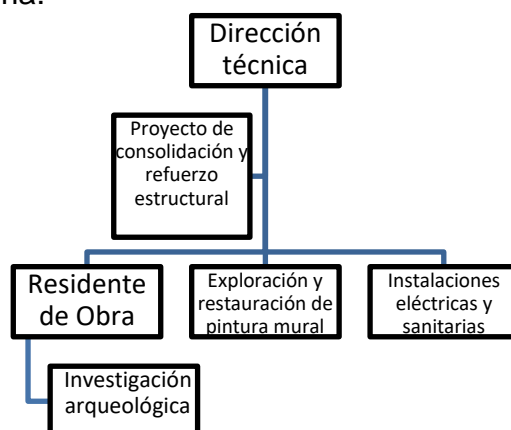 Dirección
técnica
Proyecto de
consolidación y
refuerzo
estructural
Residente
de Obra
Exploración y
restauración de
pintura mural
Instalaciones
eléctricas y
sanitarias
Investigación
arqueológica